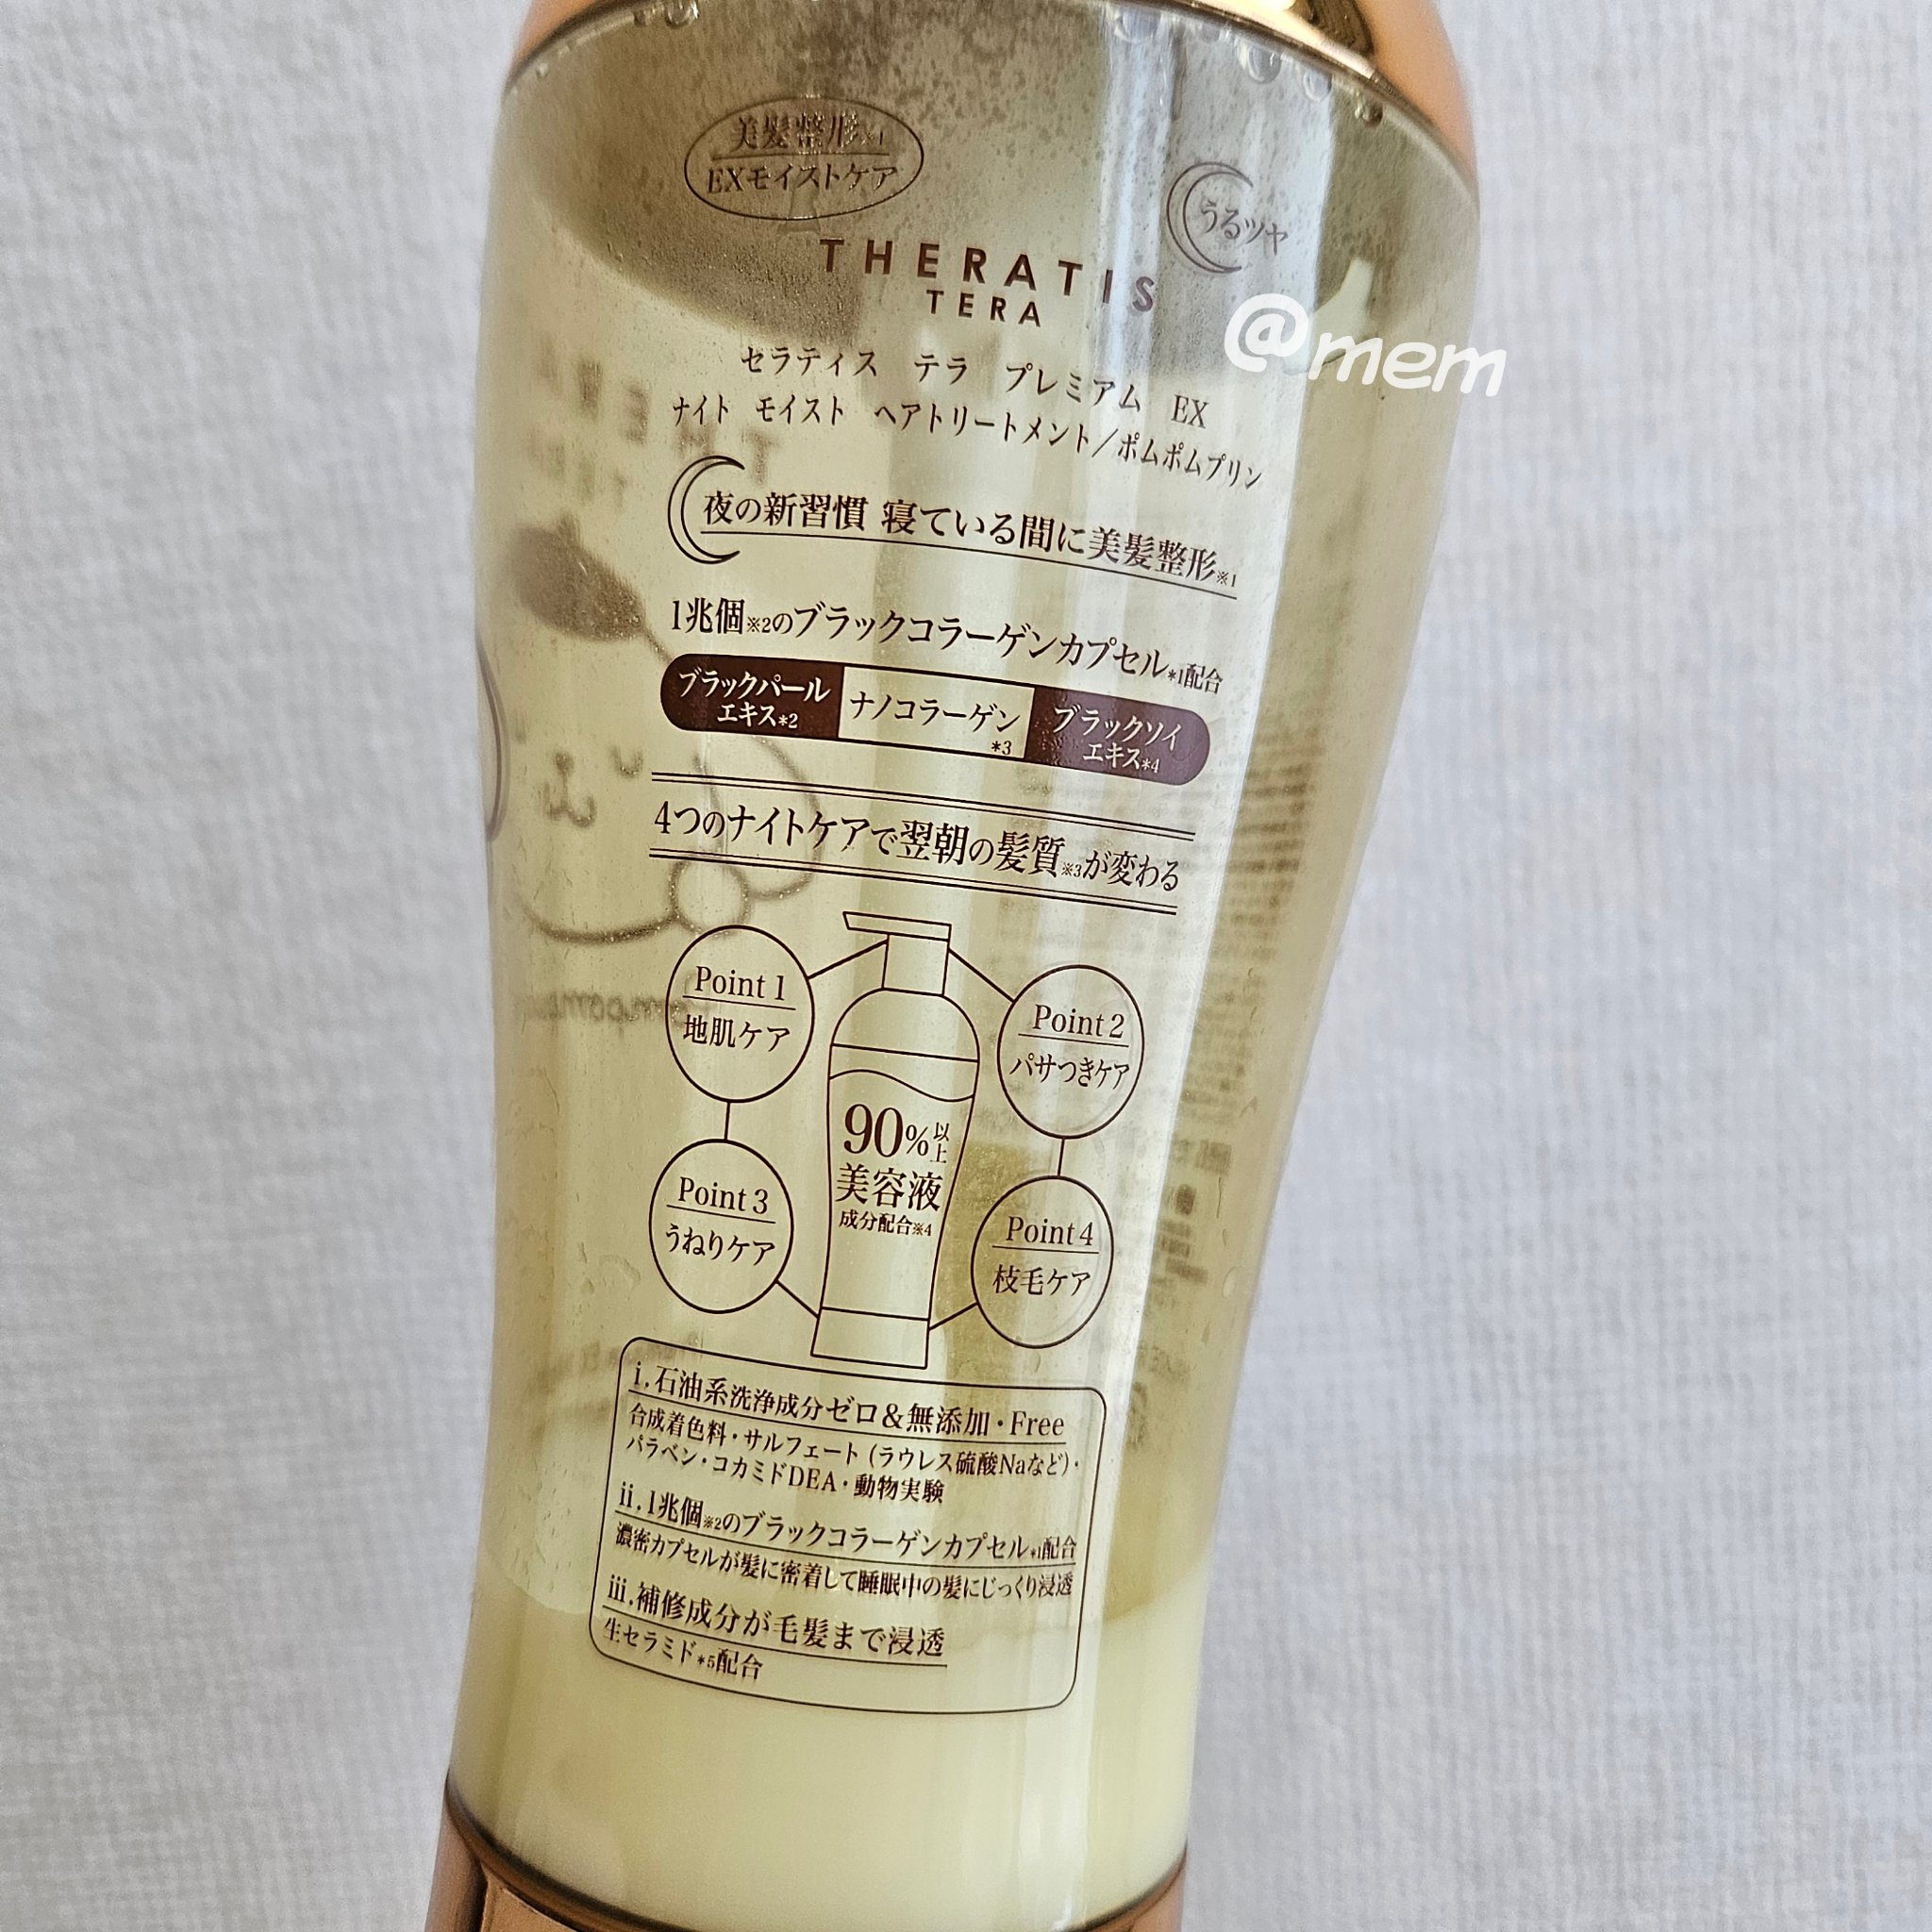 美髪整形※1
EXモイストケア
うるツヤ
THERATIS
TERA
@mem
セラティス テラ プレミアム EX
ナイト モイスト ヘアトリートメント/ポムポムプリン
夜の新習慣 寝ている間に美髪整形※1
1兆個※2のブラックコラーゲンカプセル*1配合
ブラックパール
エキス*2
ナノコラーゲン
*3
ブラックソイ
エキス*4
4つのナイトケアで翌朝の髪質※3が変わる
Point 1
地肌ケア
Point 2
パサつきケア
90%以上
美容液
成分配合※4
Point 3
うねりケア
Point 4
枝毛ケア
i.石油系洗浄成分ゼロ&無添加・Free
合成着色料・サルフェート(ラウレス硫酸Naなど)・
パラベン・コカミドDEA・動物実験
ii.1兆個※2のブラックコラーゲンカプセル*1配合
濃密カプセルが髪に密着して睡眠中の髪にじっくり浸透
iii.補修成分が毛髪まで浸透
生セラミド*5配合